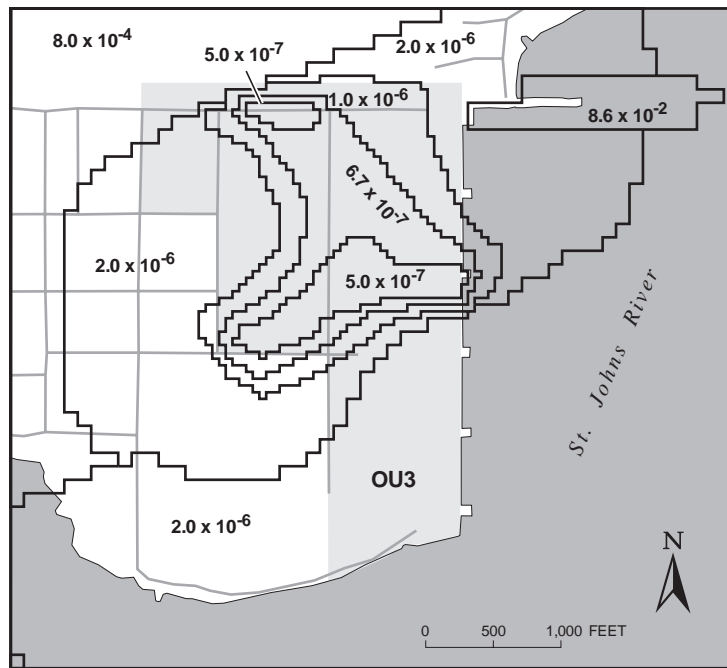 8.0 x 10⁻⁴
5.0 x 10⁻⁷
2.0 x 10⁻⁶
1.0 x 10⁻⁶
8.6 x 10⁻²
6.7 x 10⁻⁷
2.0 x 10⁻⁶
5.0 x 10⁻⁷
St. Johns River
OU3
2.0 x 10⁻⁶
N
0 500 1,000 FEET